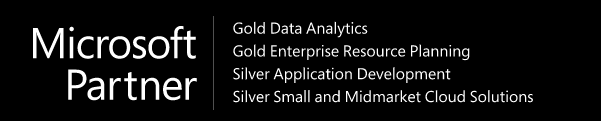 Microsoft
Partner
Gold Data Analytics
Gold Enterprise Resource Planning
Silver Application Development
Silver Small and Midmarket Cloud Solutions